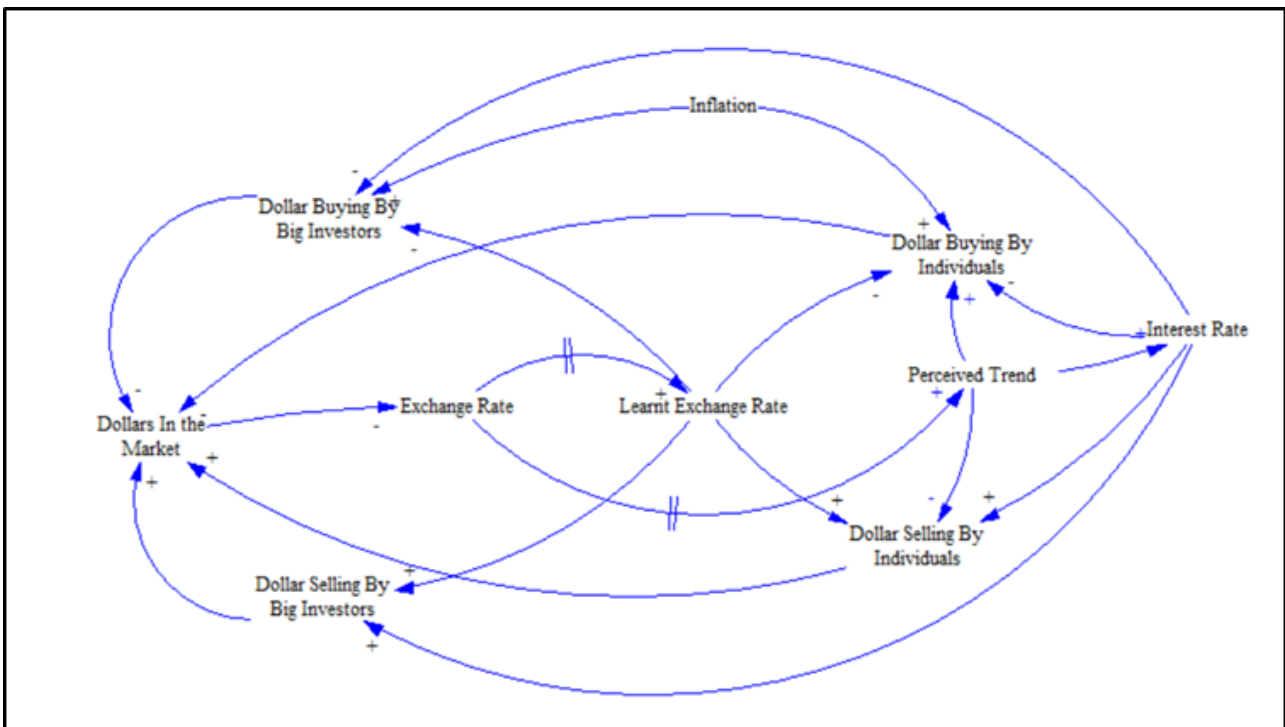 Inflation
Dollar Buying By
Big Investors
Dollar Buying By
Individuals
Interest Rate
Perceived Trend
Exchange Rate
Learnt Exchange Rate
Dollars In the
Market
Dollar Selling By
Individuals
Dollar Selling By
Big Investors
-
+
-
+
-
-
+
+
-
-
-
+
+
+
+
-
+
+
+
+